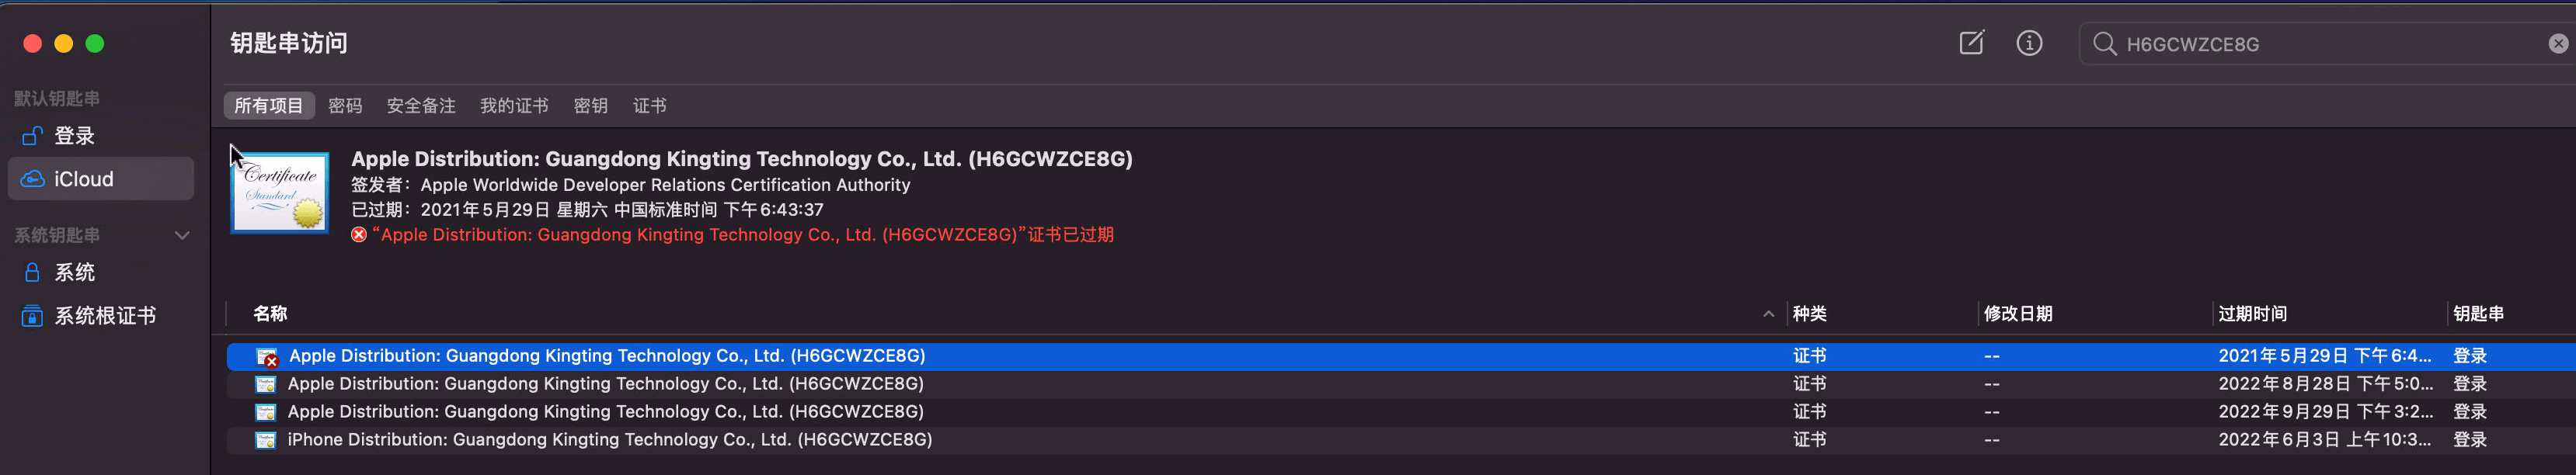 钥匙串访问
H6GCWZCE8G
默认钥匙串
登录
iCloud
系统钥匙串
系统
系统根证书
所有项目 密码 安全备注 我的证书 密钥 证书
Certificate
Standard
Apple Distribution: Guangdong Kingting Technology Co., Ltd. (H6GCWZCE8G)
签发者：Apple Worldwide Developer Relations Certification Authority
已过期：2021年5月29日 星期六 中国标准时间 下午6:43:37
“Apple Distribution: Guangdong Kingting Technology Co., Ltd. (H6GCWZCE8G)”证书已过期
名称 种类 修改日期 过期时间 钥匙串
Apple Distribution: Guangdong Kingting Technology Co., Ltd. (H6GCWZCE8G) 证书 -- 2021年5月29日 下午6:4... 登录
Apple Distribution: Guangdong Kingting Technology Co., Ltd. (H6GCWZCE8G) 证书 -- 2022年8月28日 下午5:0... 登录
Apple Distribution: Guangdong Kingting Technology Co., Ltd. (H6GCWZCE8G) 证书 -- 2022年9月29日 下午3:2... 登录
iPhone Distribution: Guangdong Kingting Technology Co., Ltd. (H6GCWZCE8G) 证书 -- 2022年6月3日 上午10:3... 登录